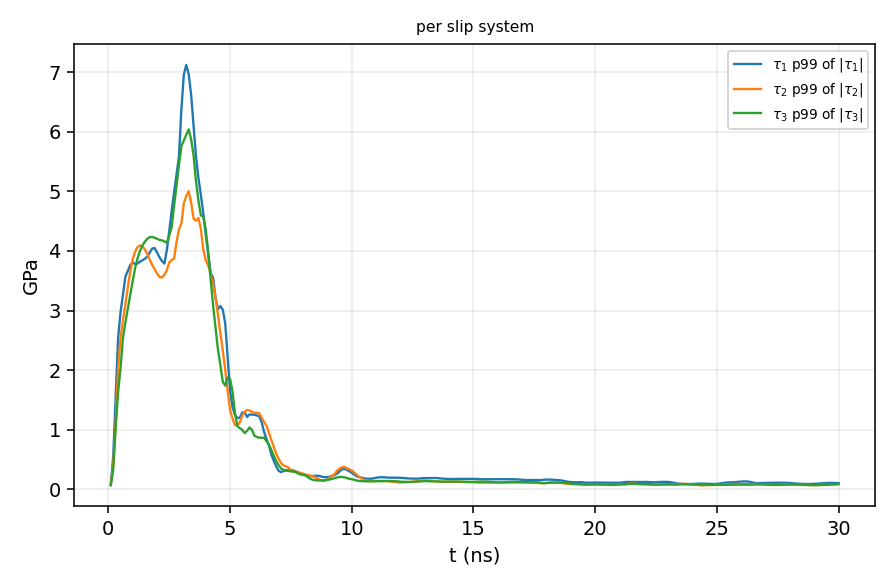 per slip system
τ₁ p99 of |τ₁|
τ₂ p99 of |τ₂|
τ₃ p99 of |τ₃|
GPa
7
6
5
4
3
2
1
0
0 5 10 15 20 25 30
t (ns)